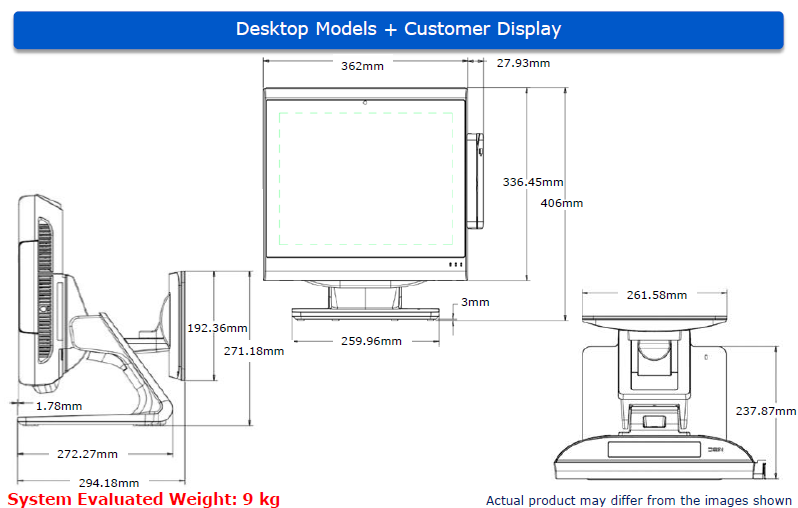 Desktop Models + Customer Display
362mm
27.93mm
336.45mm
406mm
3mm
259.96mm
192.36mm
271.18mm
1.78mm
272.27mm
294.18mm
261.58mm
237.87mm
System Evaluated Weight: 9 kg
Actual product may differ from the images shown